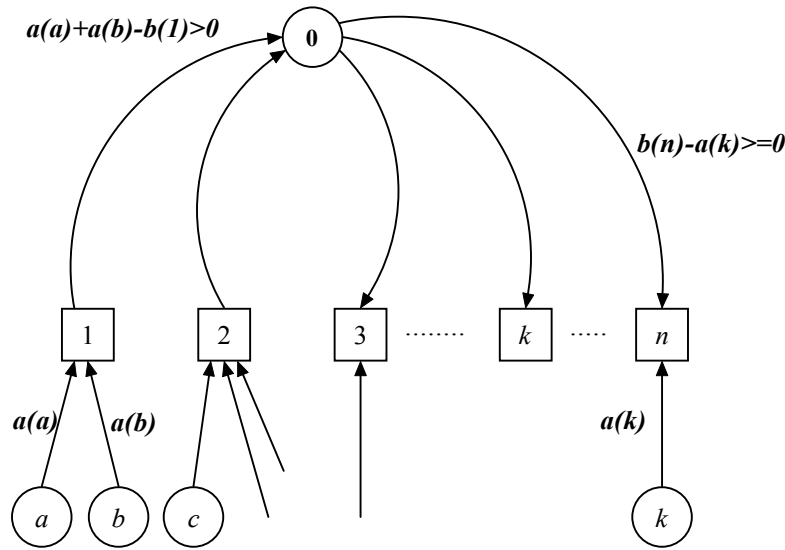 a(a)+a(b)-b(1)>0
0
b(n)-a(k)>=0
1
2
3
........
k
.....
n
a(a)
a(b)
a(k)
a
b
c
k